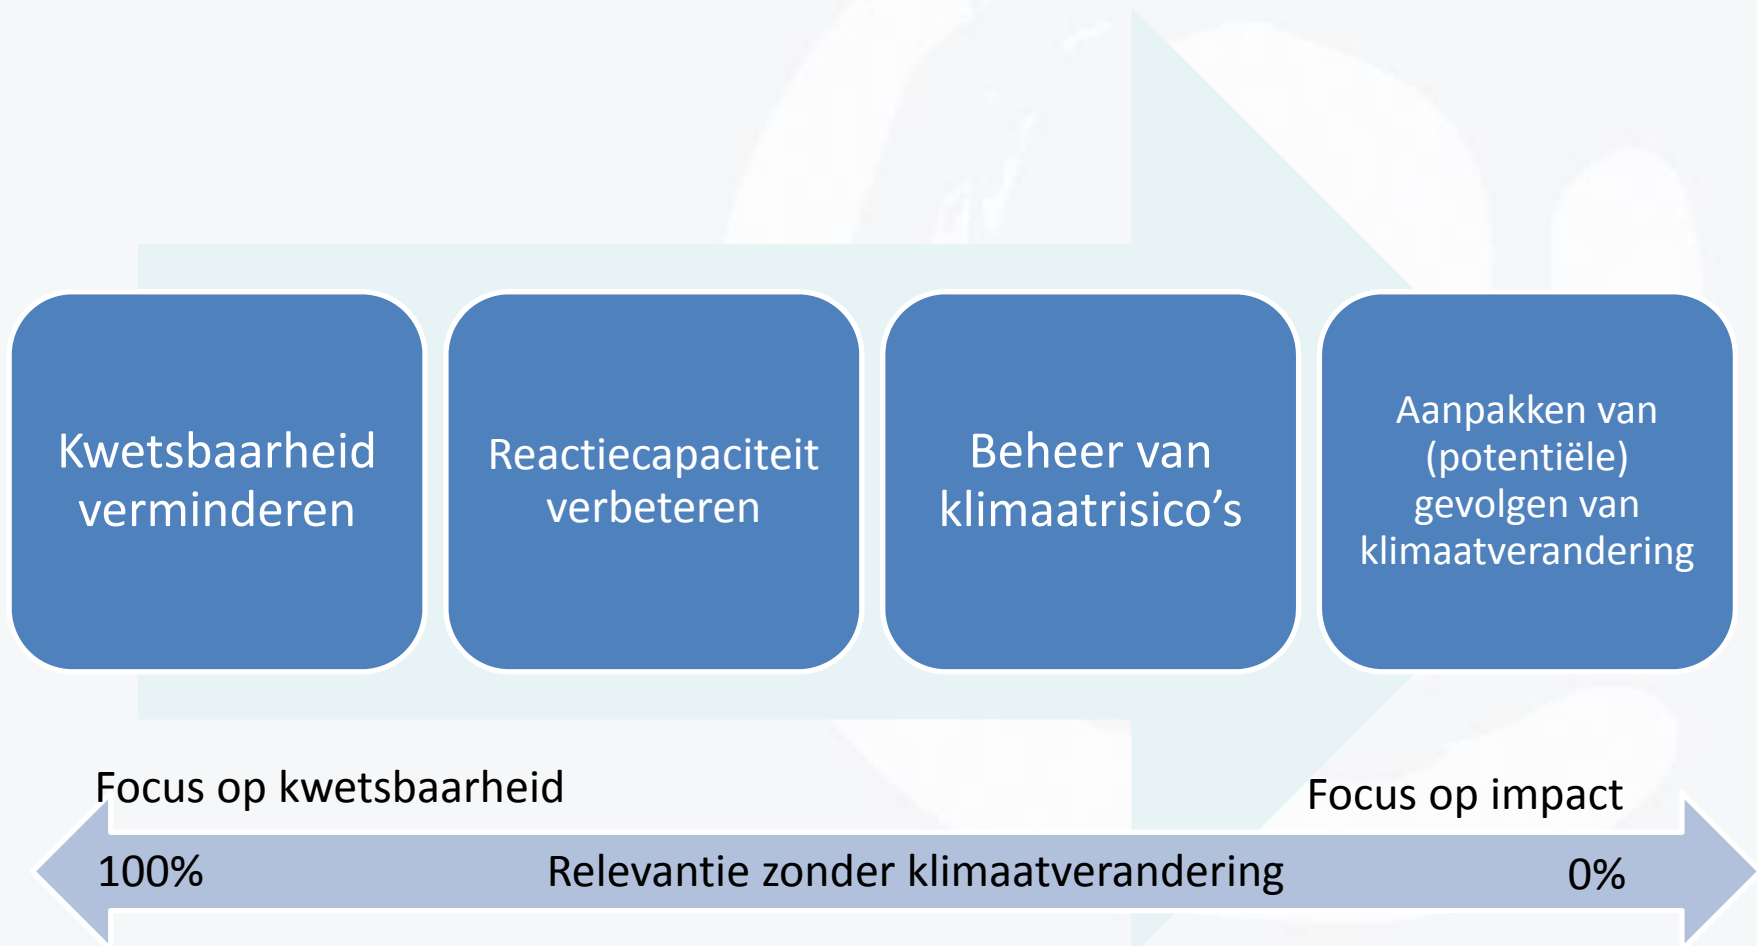 Kwetsbaarheid
verminderen
Reactiecapaciteit
verbeteren
Beheer van
klimaatrisico’s
Aanpakken van
(potentiële)
gevolgen van
klimaatverandering
Focus op kwetsbaarheid
Focus op impact
100%
Relevantie zonder klimaatverandering
0%